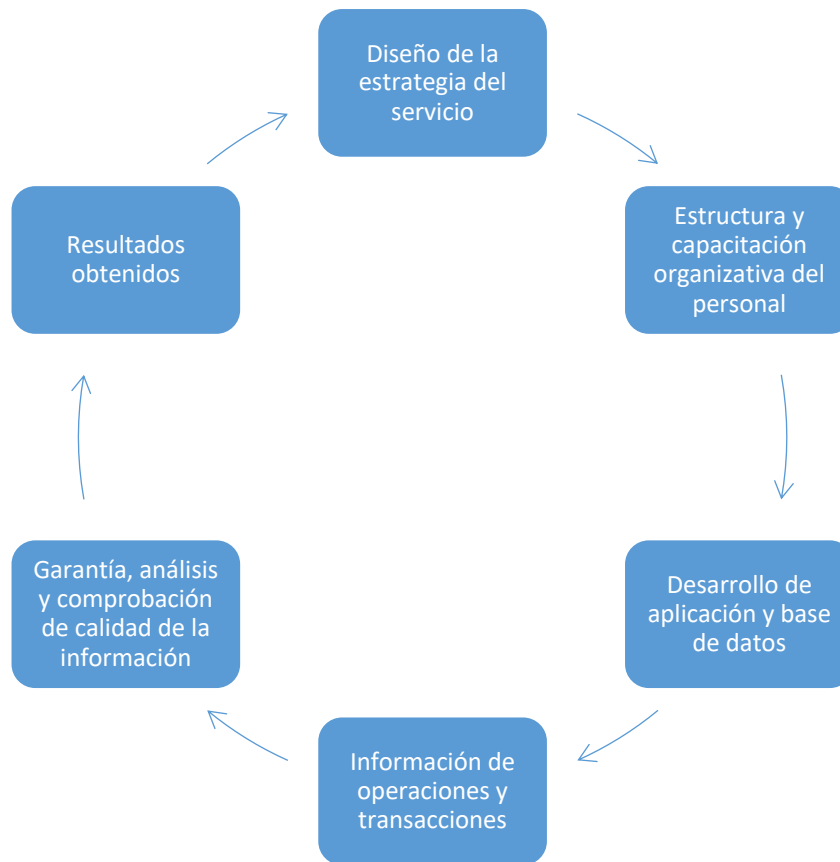 Diseño de la
estrategia del
servicio
Estructura y
capacitación
organizativa del
personal
Desarrollo de
aplicación y base
de datos
Información de
operaciones y
transacciones
Garantía, análisis
y comprobación
de calidad de la
información
Resultados
obtenidos